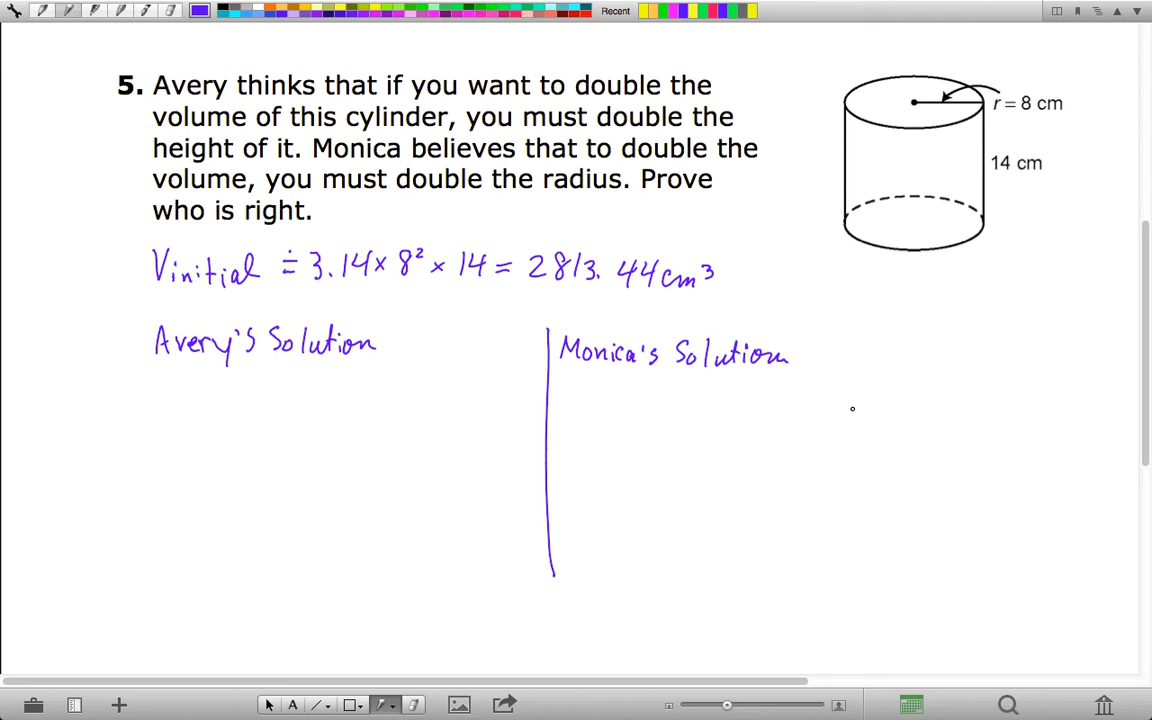 Recent
5. Avery thinks that if you want to double the
volume of this cylinder, you must double the
height of it. Monica believes that to double the
volume, you must double the radius. Prove
who is right.
r = 8 cm
14 cm
Vinitial ≐ 3.14 × 8² × 14 = 2813.44cm³
Avery's Solution
Monica's Solution
A